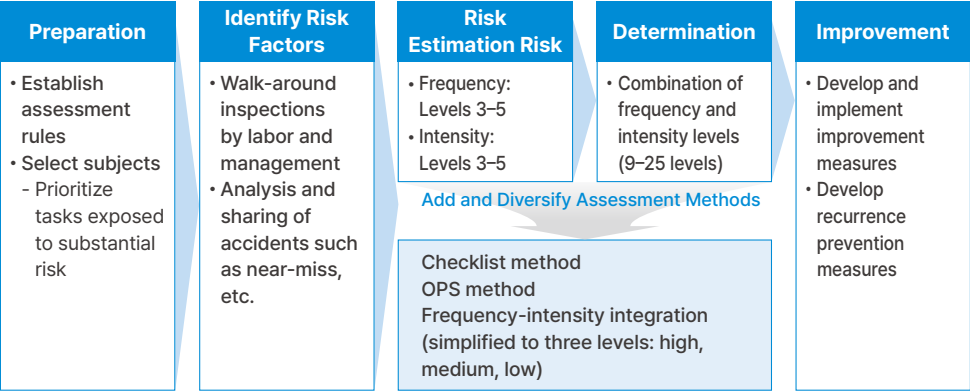 Preparation
• Establish
assessment
rules
• Select subjects
- Prioritize
tasks exposed
to substantial
risk
Identify Risk
Factors
• Walk-around
inspections
by labor and
management
• Analysis and
sharing of
accidents such
as near-miss,
etc.
Risk
Estimation Risk
• Frequency:
Levels 3–5
• Intensity:
Levels 3–5
Determination
• Combination of
frequency and
intensity levels
(9–25 levels)
Add and Diversify Assessment Methods
Checklist method
OPS method
Frequency-intensity integration
(simplified to three levels: high,
medium, low)
Improvement
• Develop and
implement
improvement
measures
• Develop
recurrence
prevention
measures